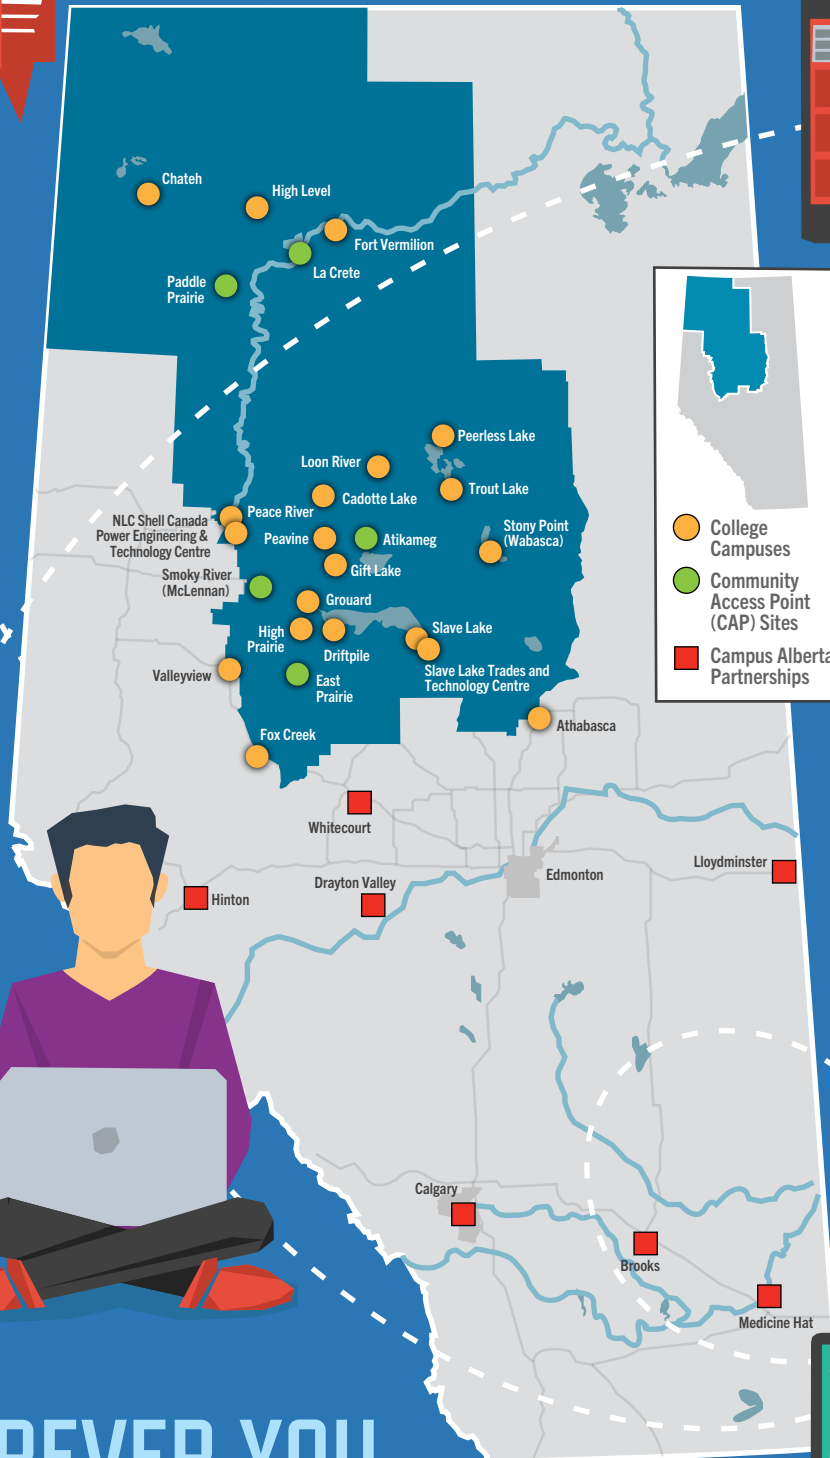 Chateh
High Level
Fort Vermilion
La Crete
Paddle
Prairie
Peerless Lake
Loon River
Trout Lake
Cadotte Lake
Peace River
NLC Shell Canada
Power Engineering &
Technology Centre
Stony Point
(Wabasca)
Peavine
Atikameg
Gift Lake
Smoky River
(McLennan)
Grouard
High
Prairie
Driftpile
Slave Lake
Valleyview
East
Prairie
Slave Lake Trades and
Technology Centre
Fox Creek
Athabasca
Whitecourt
Lloydminster
Edmonton
Drayton Valley
Hinton
Calgary
Brooks
Medicine Hat
College
Campuses
Community
Access Point
(CAP) Sites
Campus Alberta
Partnerships
REVER YOU